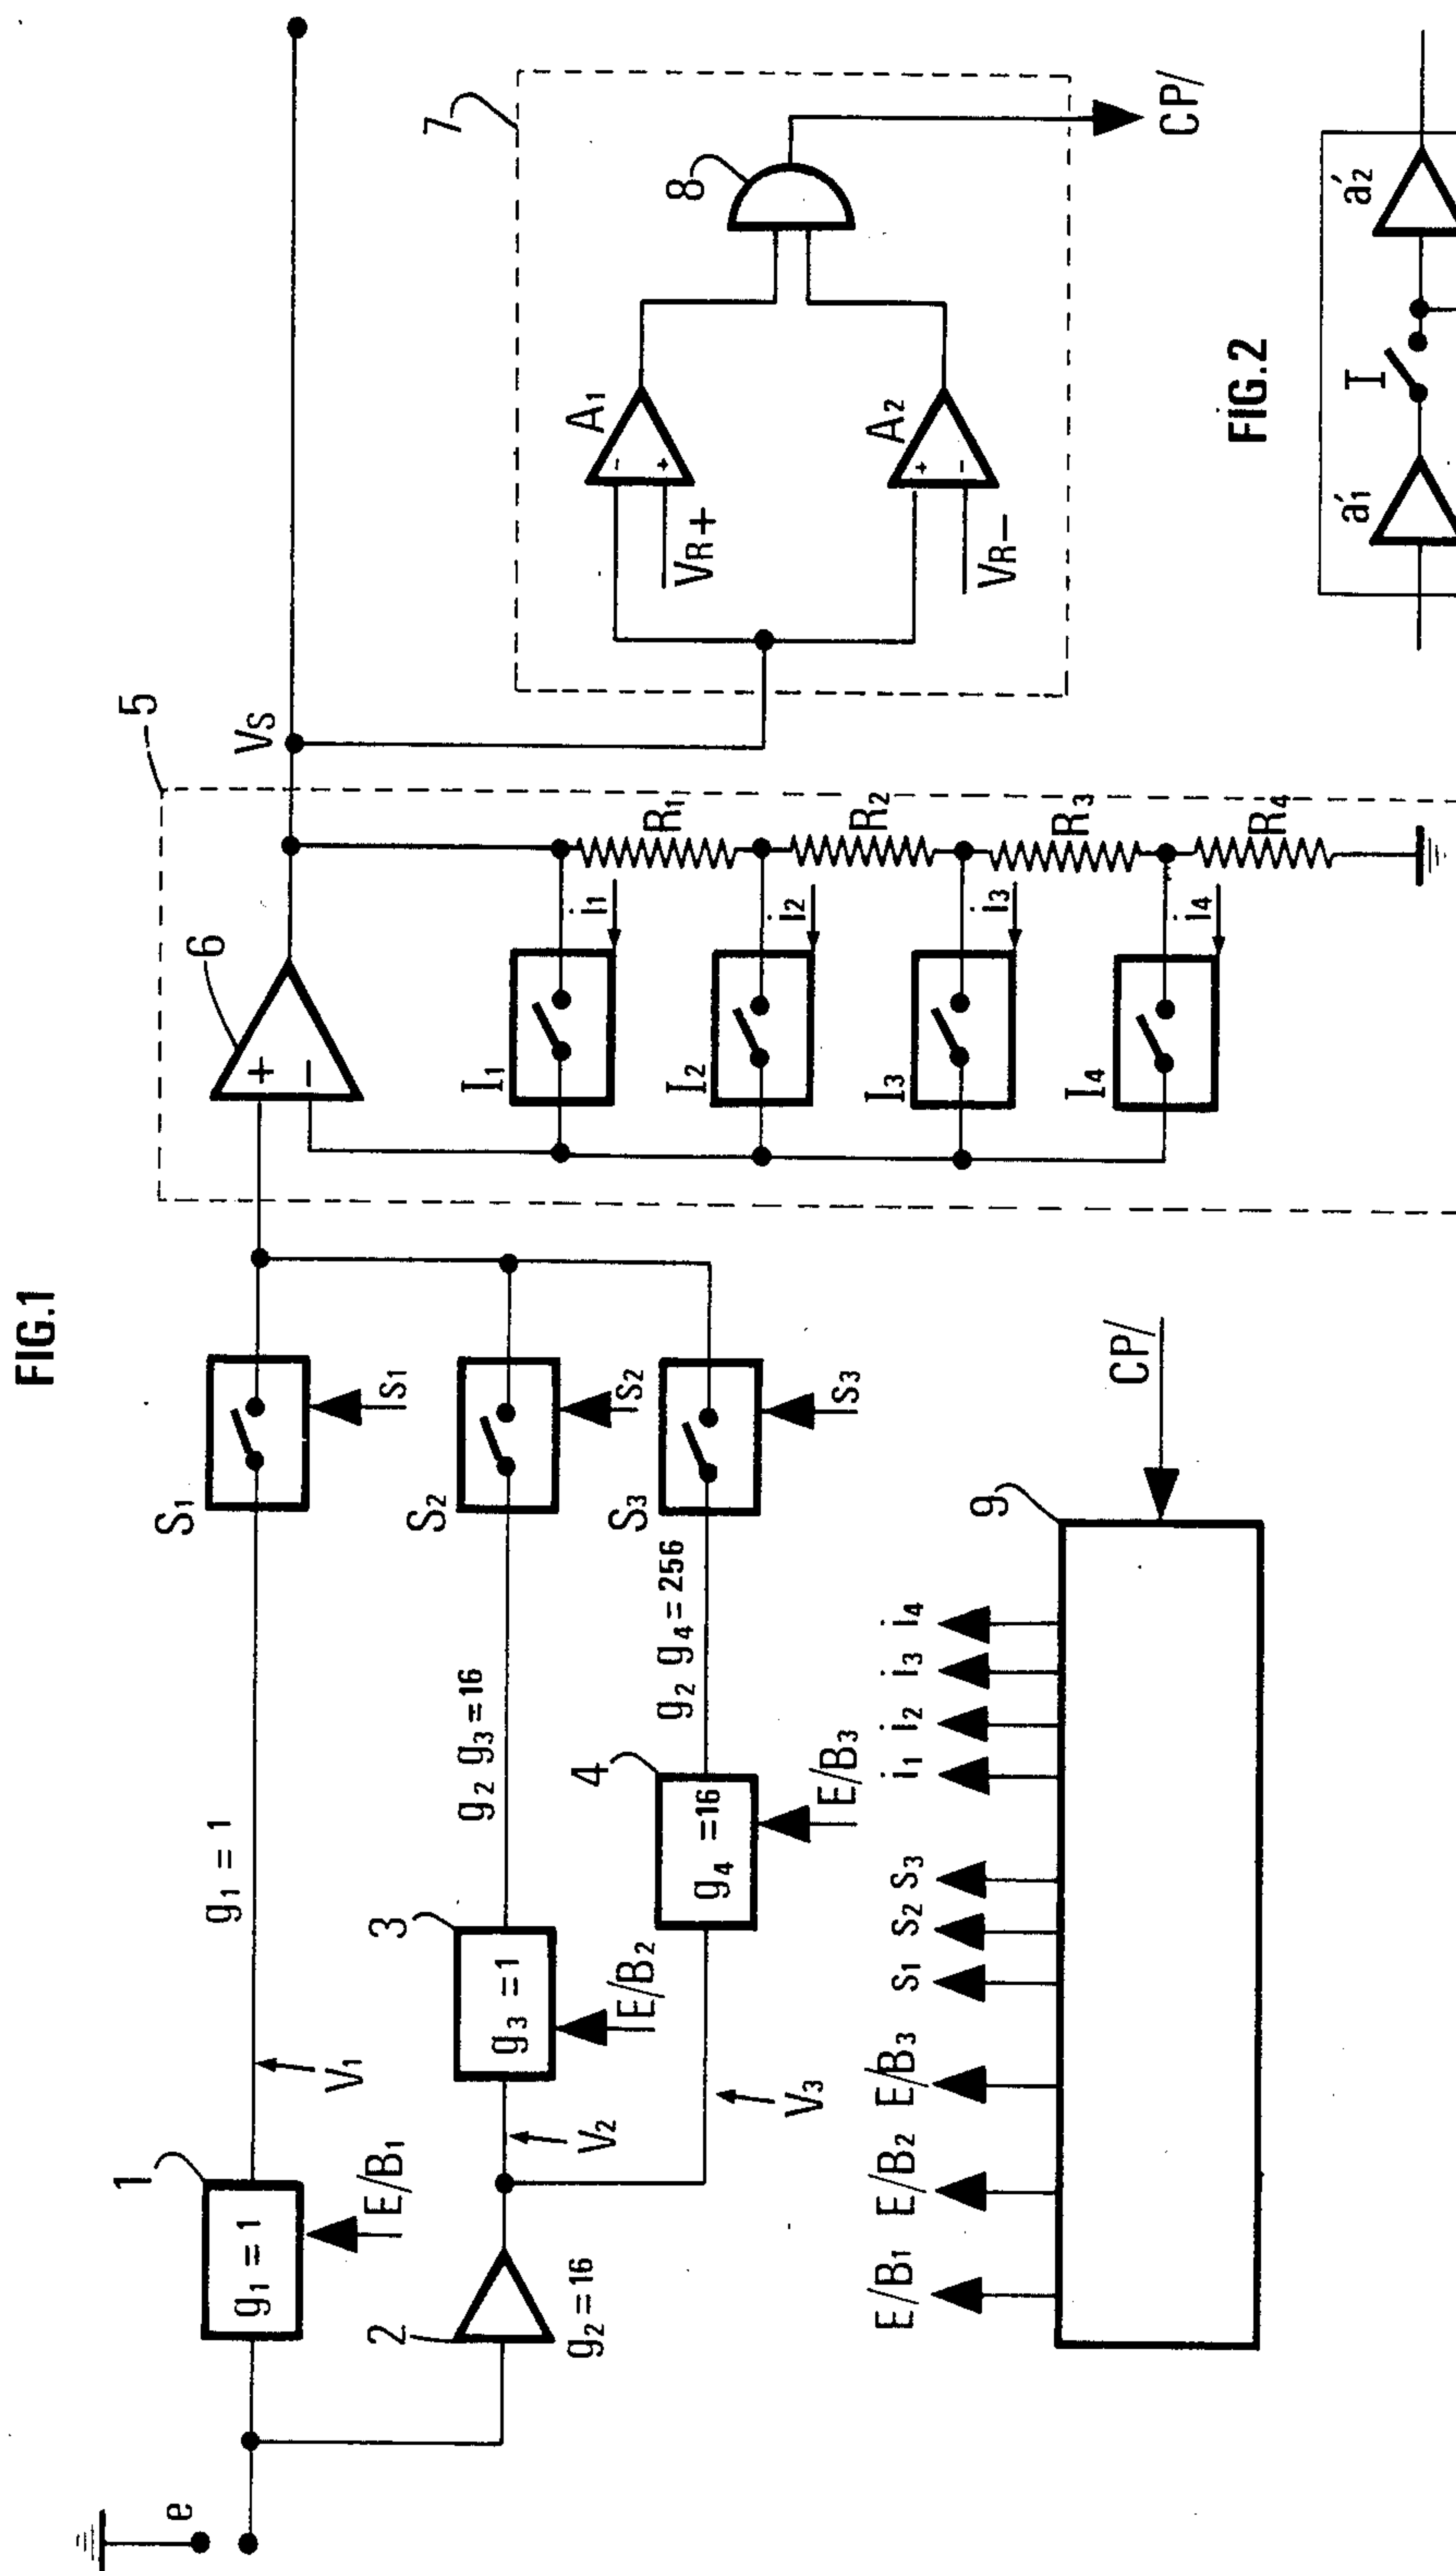 FIG.1
e
1
g1 = 1
E/B1
V1
g1 = 1
S1
s1
2
g2 = 16
V2
3
g3 = 1
E/B2
g2 g3 = 16
S2
s2
V3
4
g4 = 16
E/B3
g2 g4 = 256
S3
s3
5
6
+
−
I1
i1
R1
I2
i2
R2
I3
i3
R3
I4
i4
R4
VS
7
A1
−
+
VR+
A2
+
−
VR−
8
CP/
9
E/B1
E/B2
E/B3
S1
S2
S3
i1
i2
i3
i4
CP/
FIG.2
a'1
I
a'2